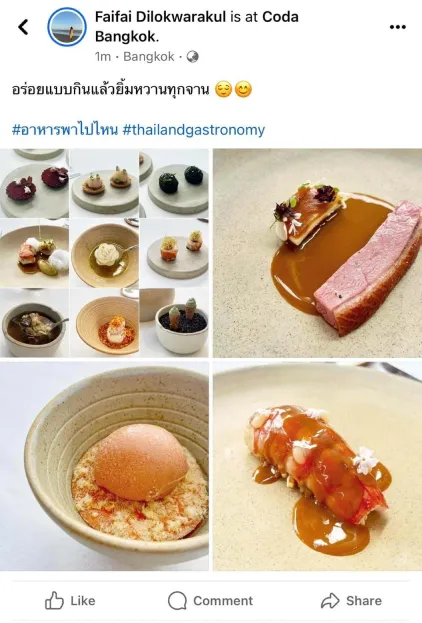 Faifai Dilokwarakul is at Coda
Bangkok.
1m · Bangkok ·
อร่อยแบบกินแล้วยิ้มหวานทุกจาน 😌😊
#อาหารพาไปไหน #thailandgastronomy
Like
Comment
Share